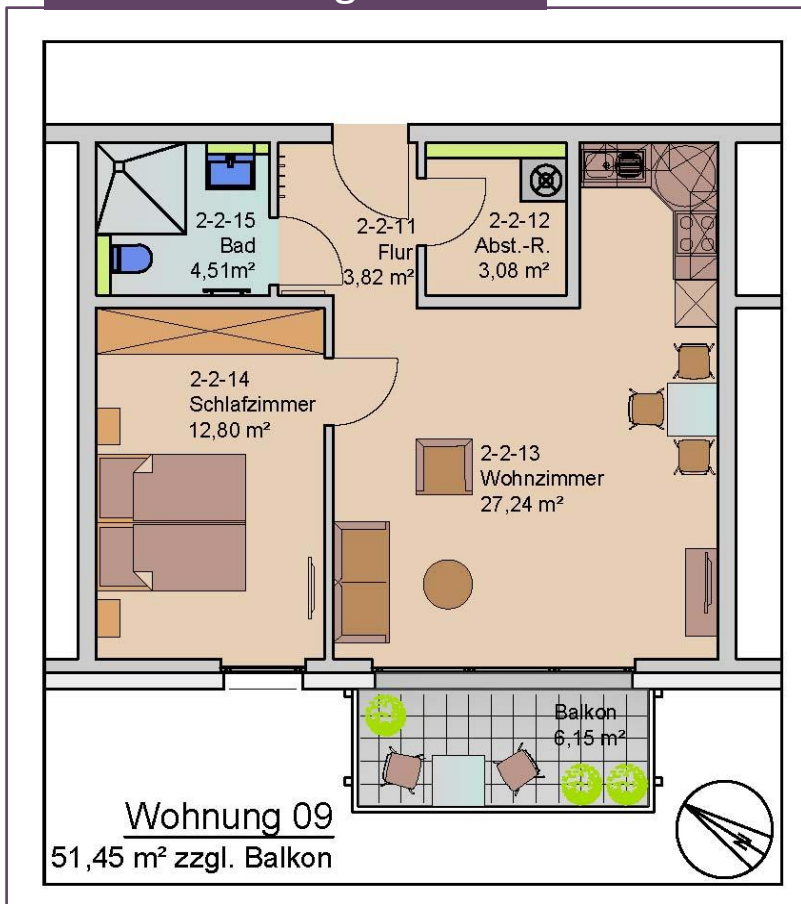 2-2-15
Bad
4,51m²
2-2-11
Flur
3,82 m²
2-2-12
Abst.-R.
3,08 m²
2-2-14
Schlafzimmer
12,80 m²
2-2-13
Wohnzimmer
27,24 m²
Balkon
6,15 m²
Wohnung 09
51,45 m² zzgl. Balkon
N